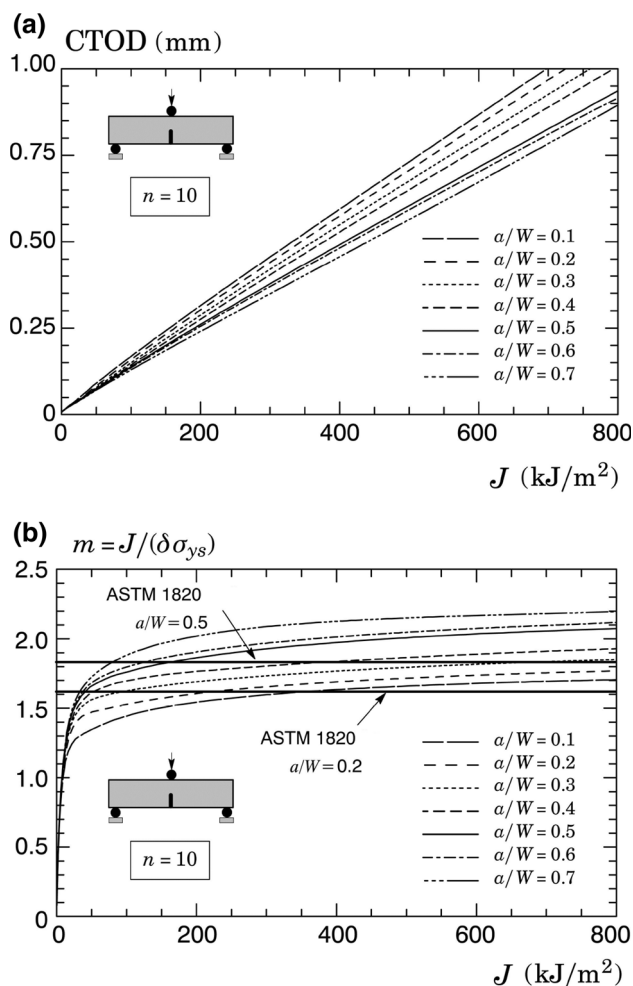 (a)
CTOD (mm)
1.00
0.75
0.50
0.25
0
n = 10
a/W = 0.1
a/W = 0.2
a/W = 0.3
a/W = 0.4
a/W = 0.5
a/W = 0.6
a/W = 0.7
0 200 400 600 800
J (kJ/m²)
(b)
m = J/(δσys)
2.5
2.0
1.5
1.0
0.5
0
ASTM 1820
a/W = 0.5
ASTM 1820
a/W = 0.2
n = 10
a/W = 0.1
a/W = 0.2
a/W = 0.3
a/W = 0.4
a/W = 0.5
a/W = 0.6
a/W = 0.7
0 200 400 600 800
J (kJ/m²)